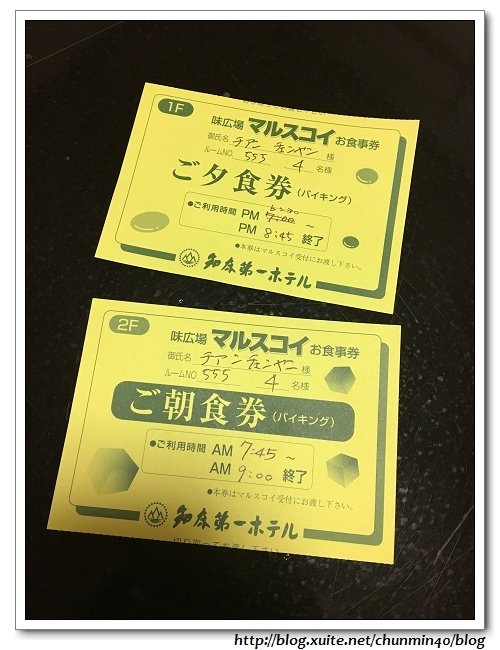 1F
味広場 マルスコイ お食事券
御氏名 チアン チェンヤン 様
ルームNO. 555 4 名様
ご夕食券(バイキング)
6:30
●ご利用時間 PM 7:00 ～
PM 8:45 終了
●本券はマルスコイ受付にお渡し下さい。
知床第一ホテル
2F
味広場 マルスコイ お食事券
御氏名 チアン チェンヤン 様
ルームNO. 555 4 名様
ご朝食券(バイキング)
●ご利用時間 AM 7:45 ～
AM 9:00 終了
●本券はマルスコイ受付にお渡し下さい。
知床第一ホテル
http://blog.xuite.net/chunmin40/blog